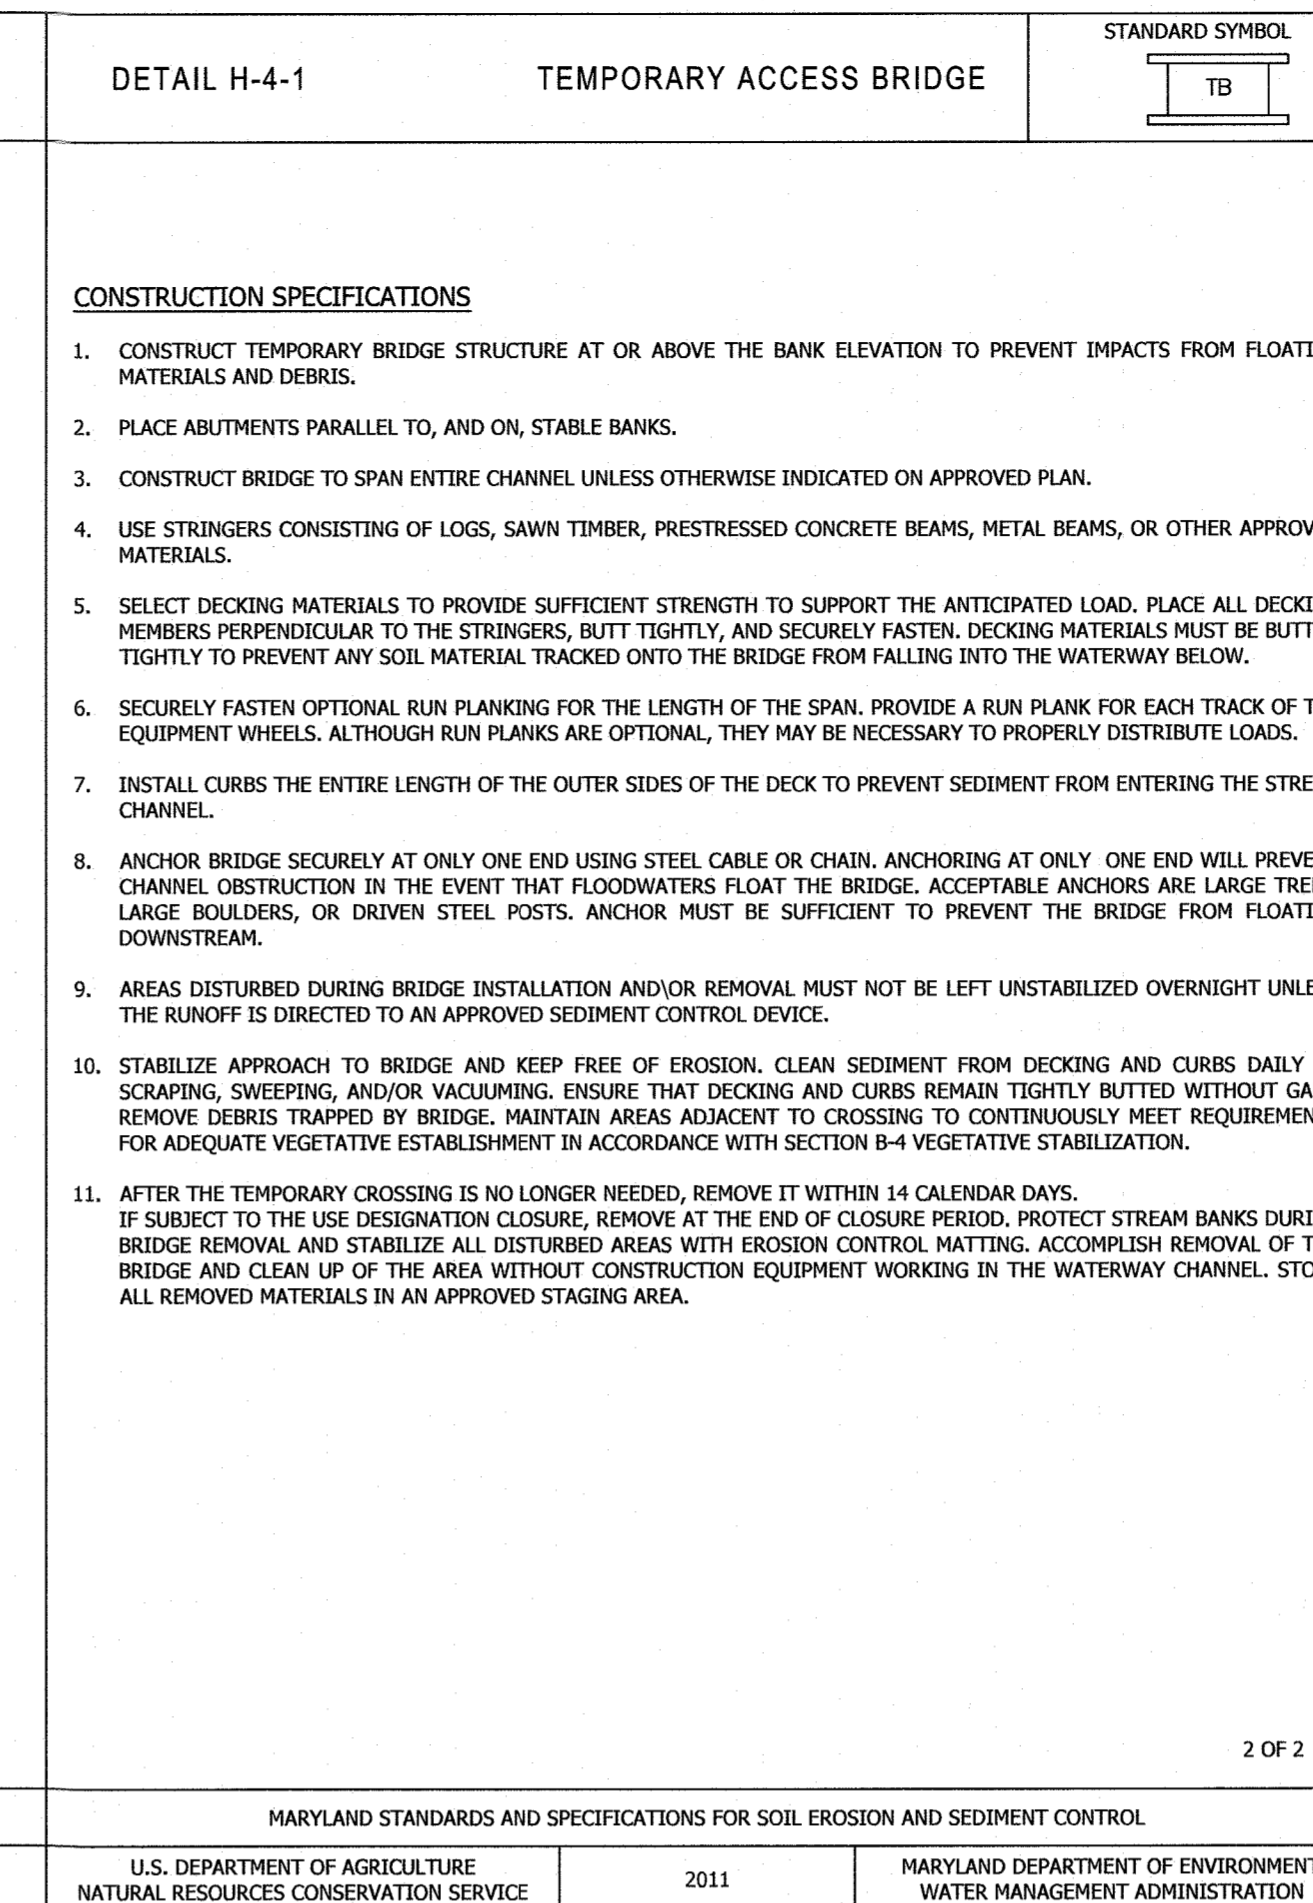 STANDARD SYMBOL
DETAIL H-4-1 TEMPORARY ACCESS BRIDGE
TB
CONSTRUCTION SPECIFICATIONS
1. CONSTRUCT TEMPORARY BRIDGE STRUCTURE AT OR ABOVE THE BANK ELEVATION TO PREVENT IMPACTS FROM FLOATI
MATERIALS AND DEBRIS.
2. PLACE ABUTMENTS PARALLEL TO, AND ON, STABLE BANKS.
3. CONSTRUCT BRIDGE TO SPAN ENTIRE CHANNEL UNLESS OTHERWISE INDICATED ON APPROVED PLAN.
4. USE STRINGERS CONSISTING OF LOGS, SAWN TIMBER, PRESTRESSED CONCRETE BEAMS, METAL BEAMS, OR OTHER APPROV
MATERIALS.
5. SELECT DECKING MATERIALS TO PROVIDE SUFFICIENT STRENGTH TO SUPPORT THE ANTICIPATED LOAD. PLACE ALL DECKI
MEMBERS PERPENDICULAR TO THE STRINGERS, BUTT TIGHTLY, AND SECURELY FASTEN. DECKING MATERIALS MUST BE BUTT
TIGHTLY TO PREVENT ANY SOIL MATERIAL TRACKED ONTO THE BRIDGE FROM FALLING INTO THE WATERWAY BELOW.
6. SECURELY FASTEN OPTIONAL RUN PLANKING FOR THE LENGTH OF THE SPAN. PROVIDE A RUN PLANK FOR EACH TRACK OF T
EQUIPMENT WHEELS. ALTHOUGH RUN PLANKS ARE OPTIONAL, THEY MAY BE NECESSARY TO PROPERLY DISTRIBUTE LOADS.
7. INSTALL CURBS THE ENTIRE LENGTH OF THE OUTER SIDES OF THE DECK TO PREVENT SEDIMENT FROM ENTERING THE STRE
CHANNEL.
8. ANCHOR BRIDGE SECURELY AT ONLY ONE END USING STEEL CABLE OR CHAIN. ANCHORING AT ONLY ONE END WILL PREVE
CHANNEL OBSTRUCTION IN THE EVENT THAT FLOODWATERS FLOAT THE BRIDGE. ACCEPTABLE ANCHORS ARE LARGE TREE
LARGE BOULDERS, OR DRIVEN STEEL POSTS. ANCHOR MUST BE SUFFICIENT TO PREVENT THE BRIDGE FROM FLOATI
DOWNSTREAM.
9. AREAS DISTURBED DURING BRIDGE INSTALLATION AND\OR REMOVAL MUST NOT BE LEFT UNSTABILIZED OVERNIGHT UNLE
THE RUNOFF IS DIRECTED TO AN APPROVED SEDIMENT CONTROL DEVICE.
10. STABILIZE APPROACH TO BRIDGE AND KEEP FREE OF EROSION. CLEAN SEDIMENT FROM DECKING AND CURBS DAILY
SCRAPING, SWEEPING, AND/OR VACUUMING. ENSURE THAT DECKING AND CURBS REMAIN TIGHTLY BUTTED WITHOUT GA
REMOVE DEBRIS TRAPPED BY BRIDGE. MAINTAIN AREAS ADJACENT TO CROSSING TO CONTINUOUSLY MEET REQUIREMEN
FOR ADEQUATE VEGETATIVE ESTABLISHMENT IN ACCORDANCE WITH SECTION B-4 VEGETATIVE STABILIZATION.
11. AFTER THE TEMPORARY CROSSING IS NO LONGER NEEDED, REMOVE IT WITHIN 14 CALENDAR DAYS.
IF SUBJECT TO THE USE DESIGNATION CLOSURE, REMOVE AT THE END OF CLOSURE PERIOD. PROTECT STREAM BANKS DURI
BRIDGE REMOVAL AND STABILIZE ALL DISTURBED AREAS WITH EROSION CONTROL MATTING. ACCOMPLISH REMOVAL OF T
BRIDGE AND CLEAN UP OF THE AREA WITHOUT CONSTRUCTION EQUIPMENT WORKING IN THE WATERWAY CHANNEL. STO
ALL REMOVED MATERIALS IN AN APPROVED STAGING AREA.
2 OF 2
MARYLAND STANDARDS AND SPECIFICATIONS FOR SOIL EROSION AND SEDIMENT CONTROL
U.S. DEPARTMENT OF AGRICULTURE
NATURAL RESOURCES CONSERVATION SERVICE
2011
MARYLAND DEPARTMENT OF ENVIRONMENT
WATER MANAGEMENT ADMINISTRATION